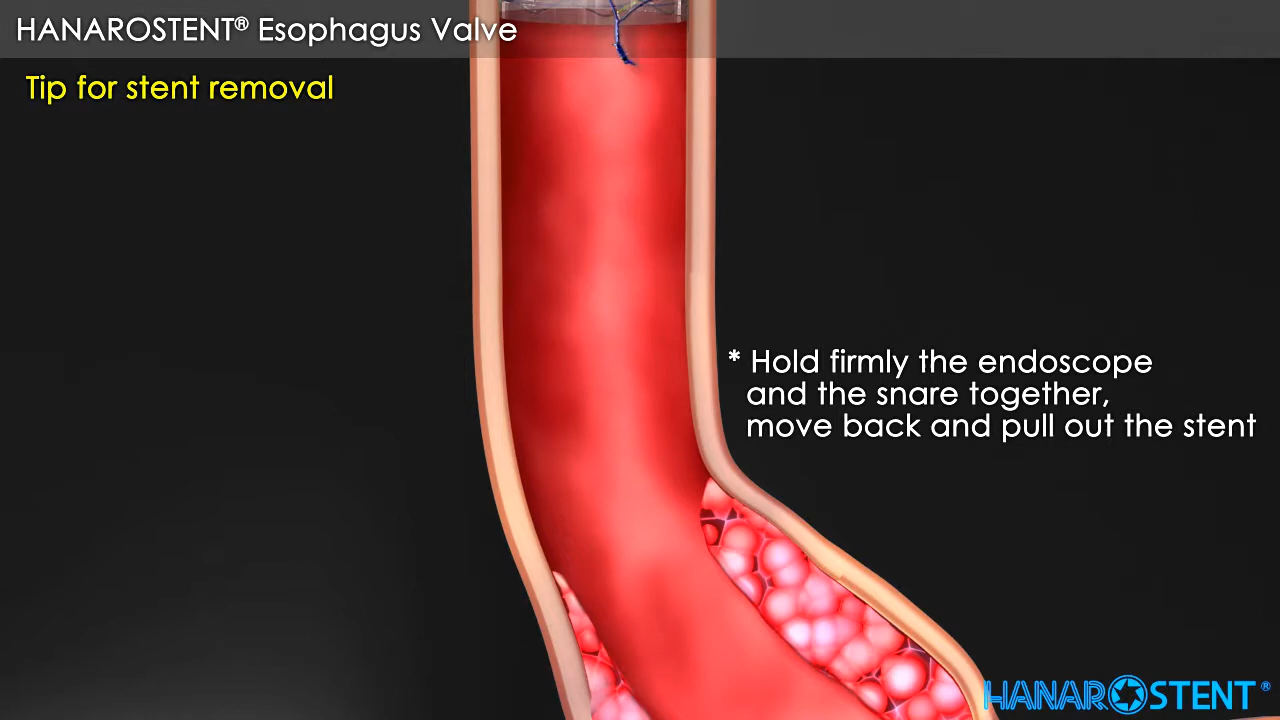 HANAROSTENT® Esophagus Valve
Tip for stent removal
* Hold firmly the endoscope
and the snare together,
move back and pull out the stent
HANAROSTENT®